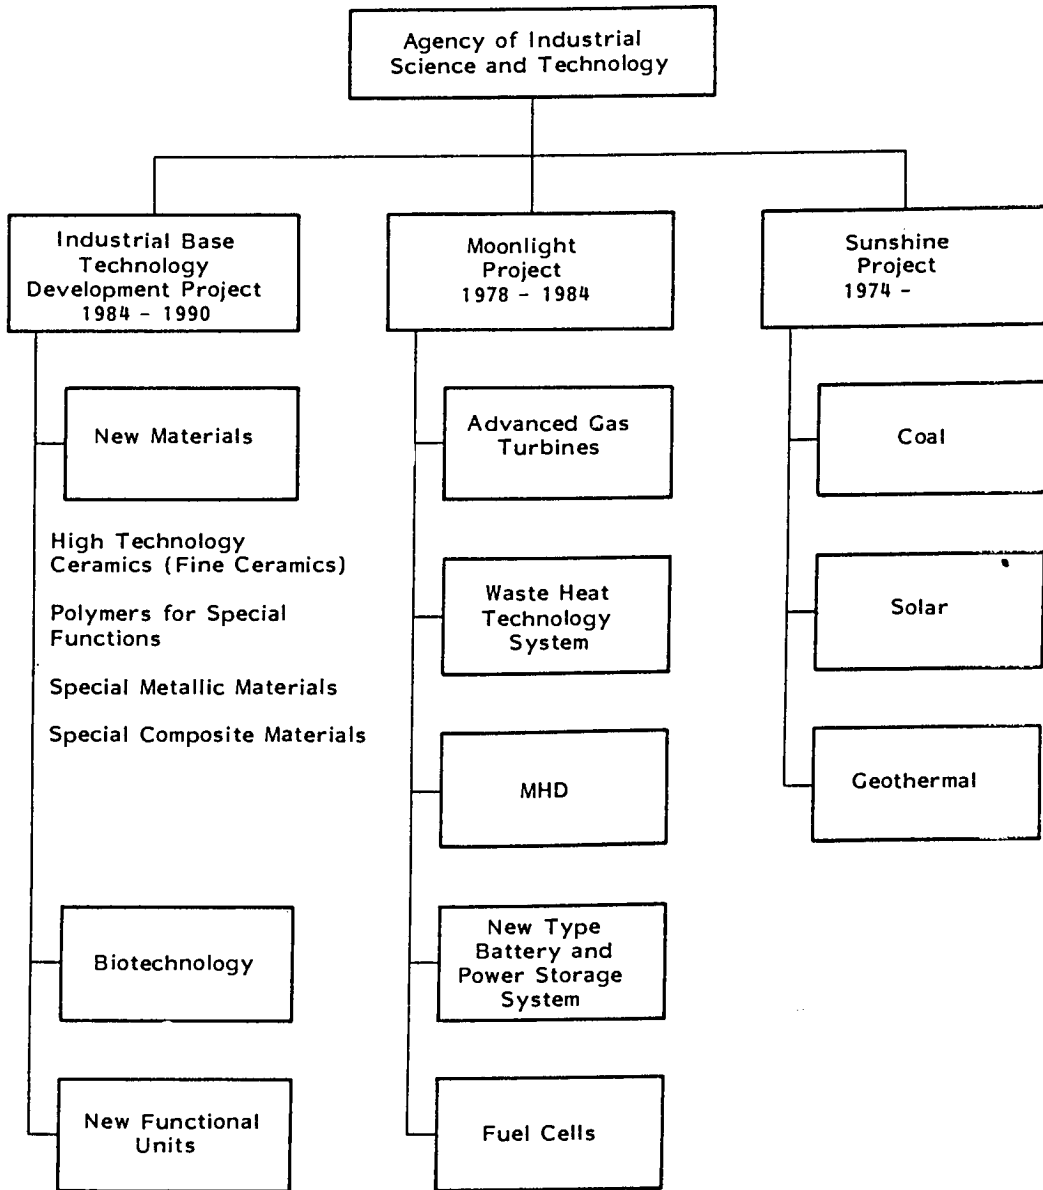 Agency of Industrial
Science and Technology
Industrial Base
Technology
Development Project
1984 - 1990
New Materials
High Technology
Ceramics (Fine Ceramics)
Polymers for Special
Functions
Special Metallic Materials
Special Composite Materials
Biotechnology
New Functional
Units
Moonlight
Project
1978 - 1984
Advanced Gas
Turbines
Waste Heat
Technology
System
MHD
New Type
Battery and
Power Storage
System
Fuel Cells
Sunshine
Project
1974 -
Coal
Solar
Geothermal